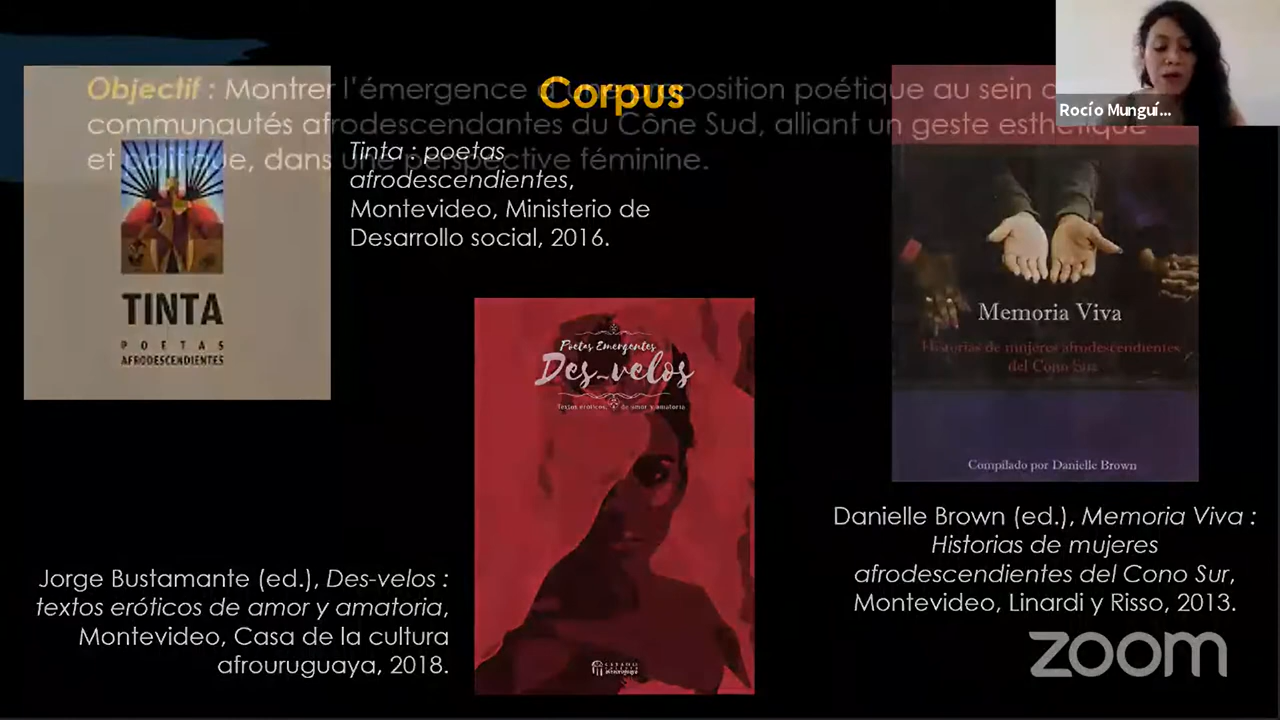 Objectif : Montrer l'émergence d'une proposition poétique au sein
communautés afrodescendantes du Cône Sud, alliant un geste esthétique
et politique, dans une perspective féminine.
Corpus
Rocío Munguí...
TINTA
POETAS
AFRODESCENDIENTES
Tinta : poetas
afrodescendientes,
Montevideo, Ministerio de
Desarrollo social, 2016.
Poetas Emergentes
Des-velos
Textos eróticos, de amor y amatoria
Memoria Viva
Historias de mujeres afrodescendientes
del Cono Sur
Compilado por Danielle Brown
Jorge Bustamante (ed.), Des-velos :
textos eróticos de amor y amatoria,
Montevideo, Casa de la cultura
afrouruguaya, 2018.
Danielle Brown (ed.), Memoria Viva :
Historias de mujeres
afrodescendientes del Cono Sur,
Montevideo, Linardi y Risso, 2013.
zoom